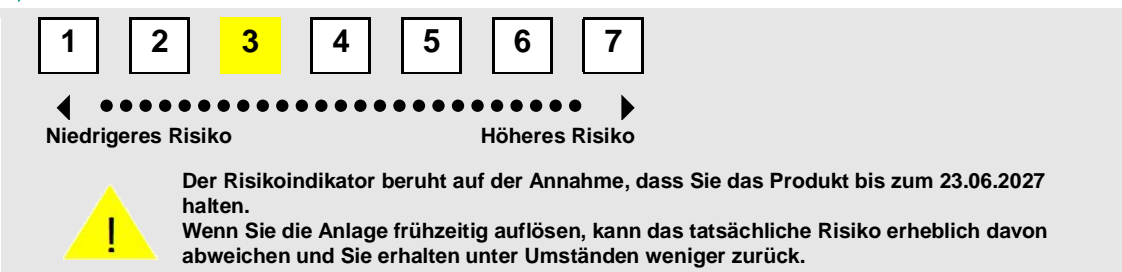 1 2 3 4 5 6 7
Niedrigeres Risiko Höheres Risiko
Der Risikoindikator beruht auf der Annahme, dass Sie das Produkt bis zum 23.06.2027
halten.
Wenn Sie die Anlage frühzeitig auflösen, kann das tatsächliche Risiko erheblich davon
abweichen und Sie erhalten unter Umständen weniger zurück.
!